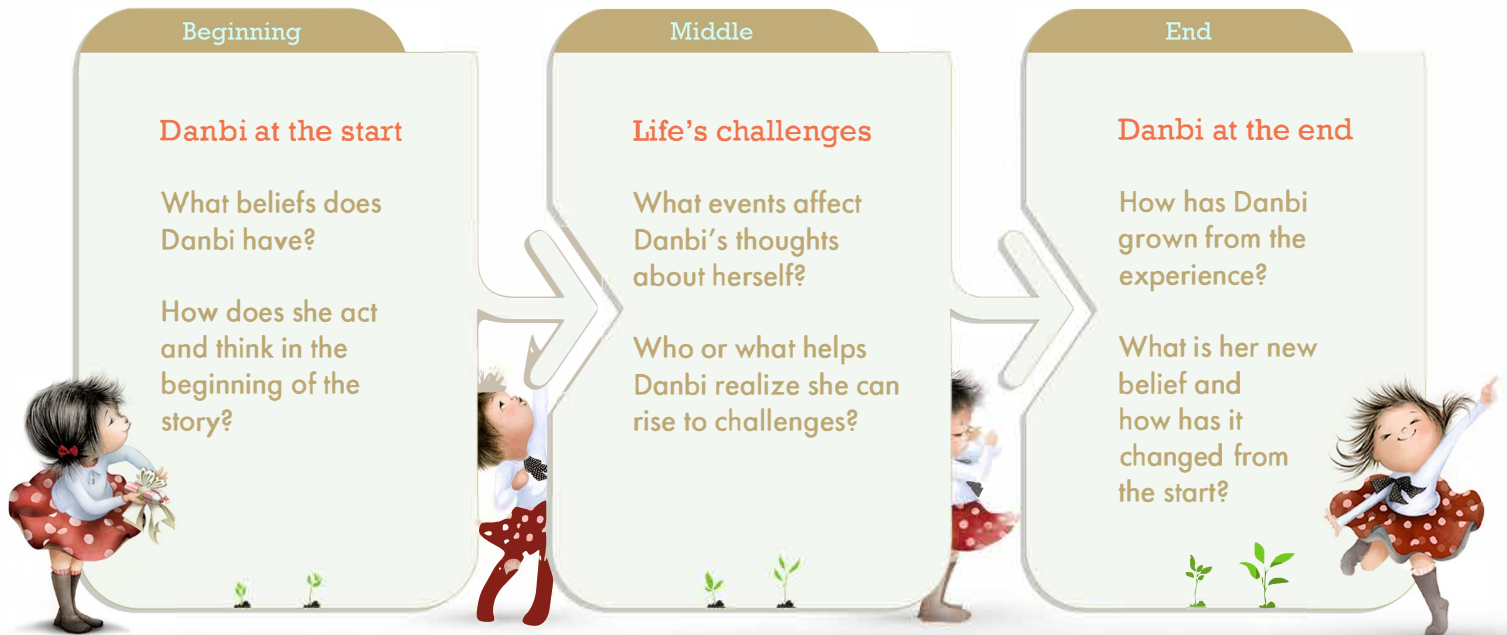 Beginning
Danbi at the start
What beliefs does
Danbi have?
How does she act
and think in the
beginning of the
story?
Middle
Life's challenges
What events affect
Danbi's thoughts
about herself?
Who or what helps
Danbi realize she can
rise to challenges?
End
Danbi at the end
How has Danbi
grown from the
experience?
What is her new
belief and
how has it
changed from
the start?